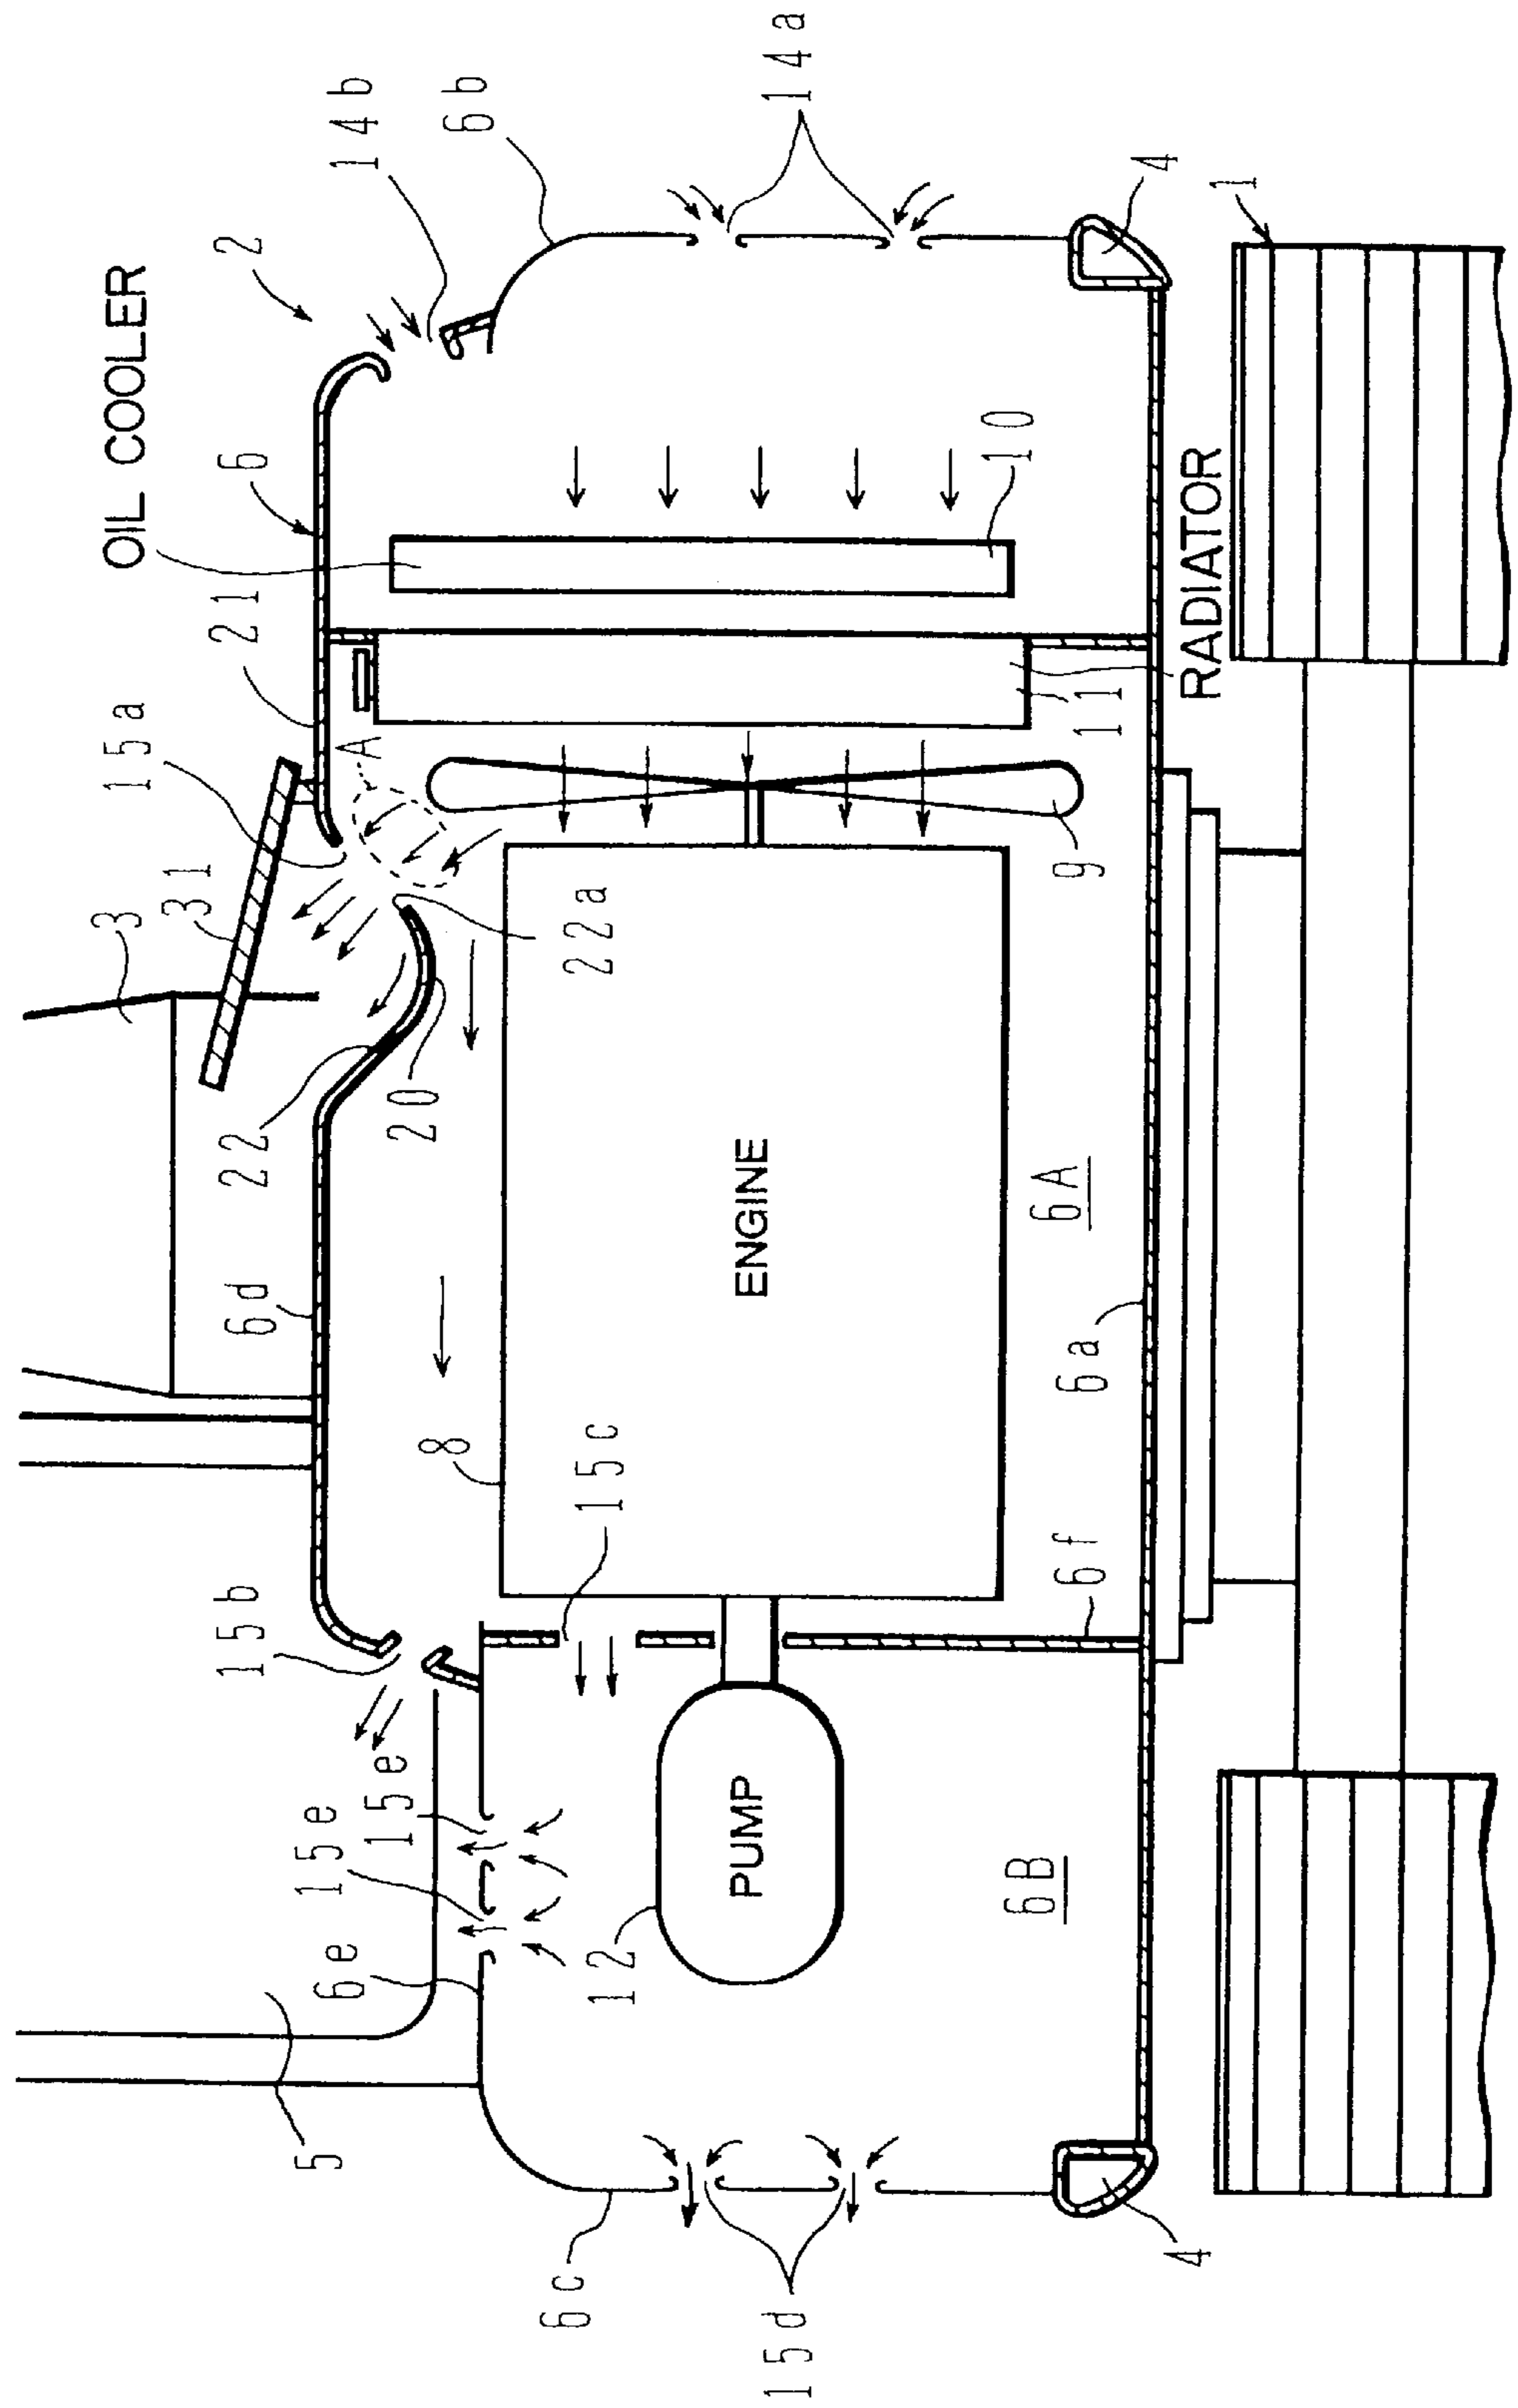 14a
14b
6b
4
1
2
OIL COOLER
6
10
RADIATOR
21
11
15a
A
9
31
3
22a
20
22
ENGINE
6A
6d
6a
8
15c
6f
15b
15e
15e
PUMP
6B
12
6e
5
4
6c
15d